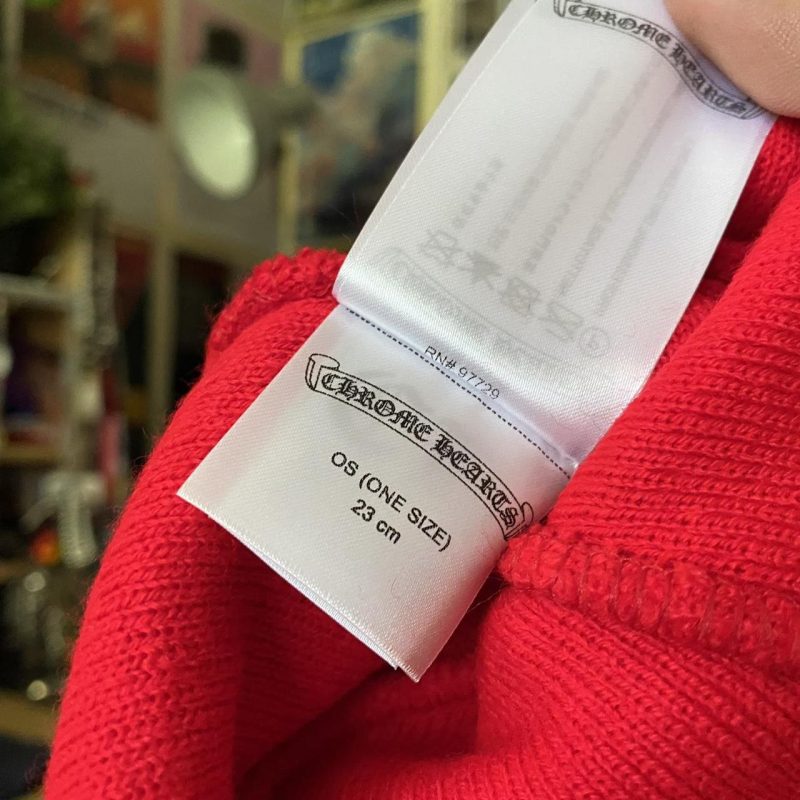 CHROME HEARTS
RN# 97729
CHROME HEARTS
OS (ONE SIZE)
23 cm